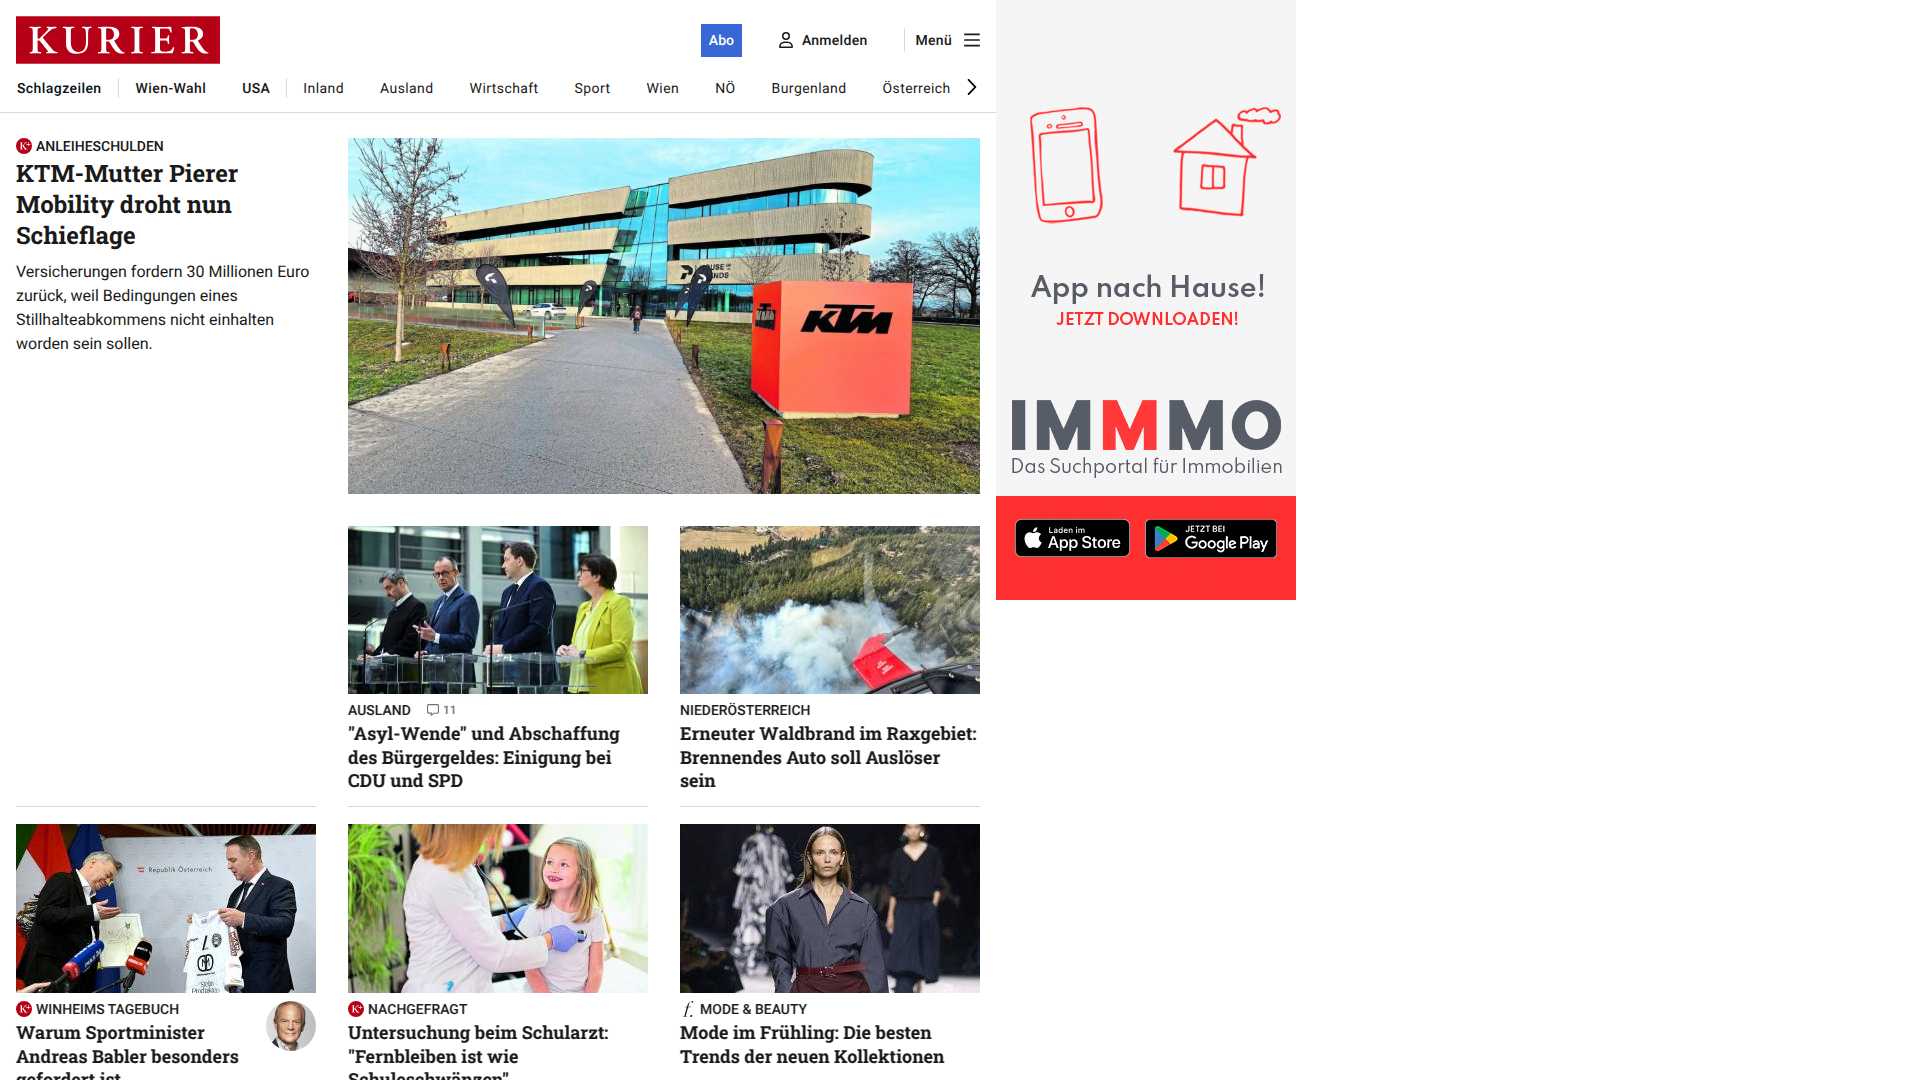 KURIER
Abo
Anmelden
Menü
Schlagzeilen
Wien-Wahl
USA
Inland
Ausland
Wirtschaft
Sport
Wien
NÖ
Burgenland
Österreich
K+ ANLEIHESCHULDEN
KTM-Mutter Pierer
Mobility droht nun
Schieflage
Versicherungen fordern 30 Millionen Euro
zurück, weil Bedingungen eines
Stillhalteabkommens nicht einhalten
worden sein sollen.
KTM
App nach Hause!
JETZT DOWNLOADEN!
IMMMO
Das Suchportal für Immobilien
Laden im
App Store
JETZT BEI
Google Play
AUSLAND 11
"Asyl-Wende" und Abschaffung
des Bürgergeldes: Einigung bei
CDU und SPD
NIEDERÖSTERREICH
Erneuter Waldbrand im Raxgebiet:
Brennendes Auto soll Auslöser
sein
Republik Österreich
K+ WINHEIMS TAGEBUCH
Warum Sportminister
Andreas Babler besonders
gefordert ist
K+ NACHGEFRAGT
Untersuchung beim Schularzt:
"Fernbleiben ist wie
Schuleschwänzen"
f. MODE & BEAUTY
Mode im Frühling: Die besten
Trends der neuen Kollektionen